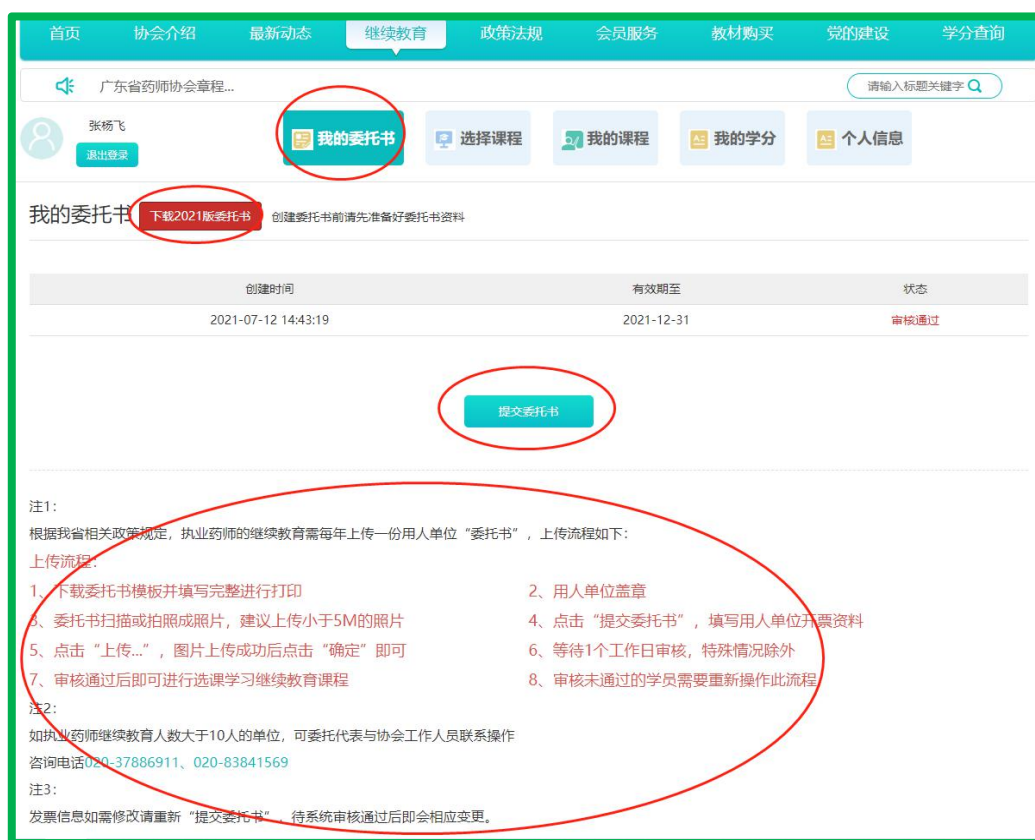 首页 协会介绍 最新动态 继续教育 政策法规 会员服务 教材购买 党的建设 学分查询
广东省药师协会章程... 请输入标题关键字
张杨飞
退出登录
我的委托书 选择课程 我的课程 我的学分 个人信息
我的委托书 下载2021版委托书 创建委托书前请先准备好委托书资料
创建时间 有效期至 状态
2021-07-12 14:43:19 2021-12-31 审核通过
提交委托书
注1:
根据我省相关政策规定,执业药师的继续教育需每年上传一份用人单位“委托书”,上传流程如下:
上传流程:
1、下载委托书模板并填写完整进行打印 2、用人单位盖章
3、委托书扫描或拍照成照片,建议上传小于5M的照片 4、点击“提交委托书”,填写用人单位开票资料
5、点击“上传...”,图片上传成功后点击“确定”即可 6、等待1个工作日审核,特殊情况除外
7、审核通过后即可进行选课学习继续教育课程 8、审核未通过的学员需要重新操作此流程
注2:
如执业药师继续教育人数大于10人的单位,可委托代表与协会工作人员联系操作
咨询电话020-37886911、020-83841569
注3:
发票信息如需修改请重新“提交委托书”,待系统审核通过后即会相应变更。